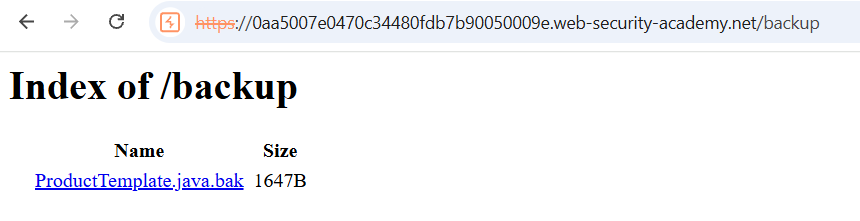 https://0aa5007e0470c34480fdb7b90050009e.web-security-academy.net/backup
Index of /backup
Name Size
ProductTemplate.java.bak 1647B